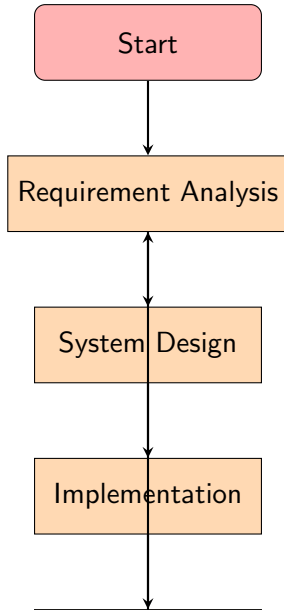 Start
Requirement Analysis
System Design
Implementation